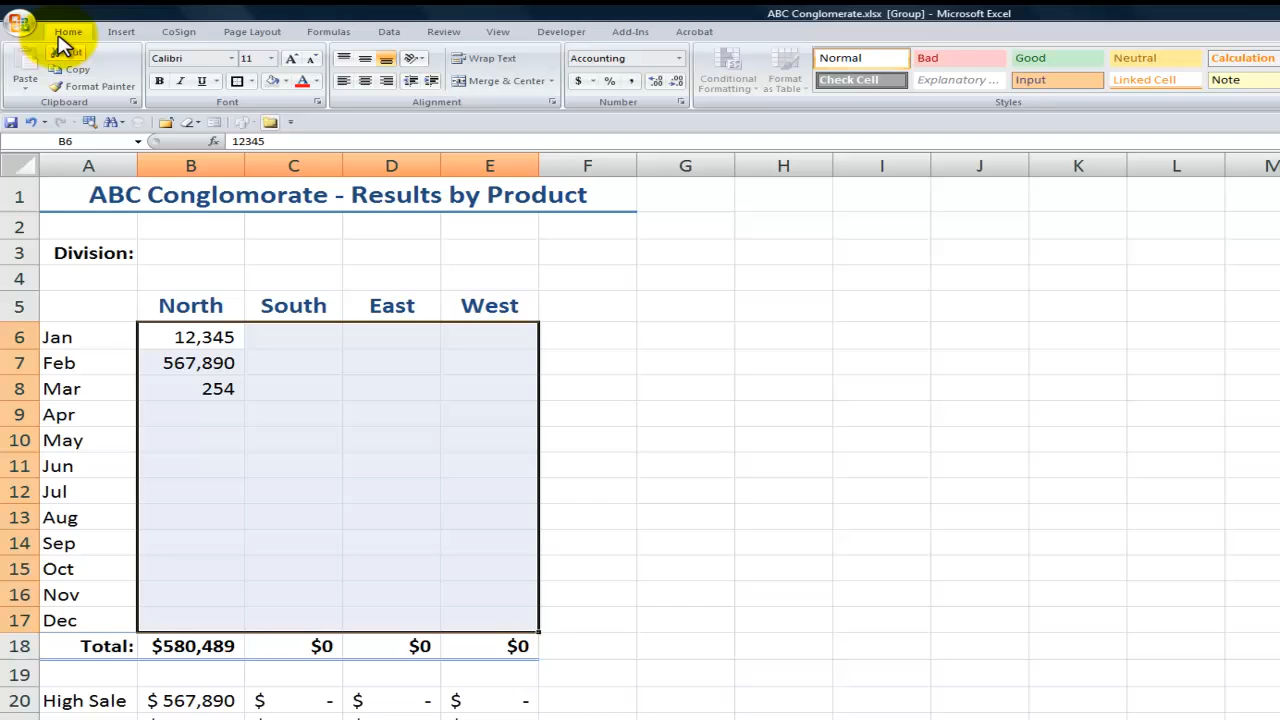 ABC Conglomerate.xlsx [Group] - Microsoft Excel
Home Insert CoSign Page Layout Formulas Data Review View Developer Add-Ins Acrobat
Calibri 11 Wrap Text Accounting Normal Bad Good Neutral Calculation
Copy
Paste B I U Merge & Center $ % , Conditional Formatting Format as Table Check Cell Explanatory ... Input Linked Cell Note
Format Painter
Clipboard Font Alignment Number Styles
B6 fx 12345
A B C D E F G H I J K L M
1 ABC Conglomorate - Results by Product
2
3 Division:
4
5 North South East West
6 Jan 12,345
7 Feb 567,890
8 Mar 254
9 Apr
10 May
11 Jun
12 Jul
13 Aug
14 Sep
15 Oct
16 Nov
17 Dec
18 Total: $580,489 $0 $0 $0
19
20 High Sale $ 567,890 $ - $ - $ -